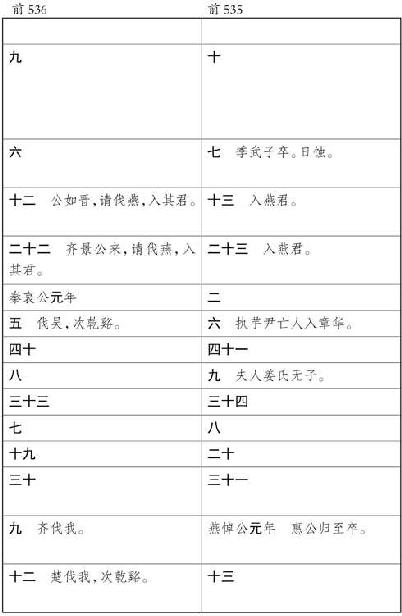 前536 前535
九 十
六 七 季武子卒。日蚀。
十二 公如晋,请伐燕,入其君。 十三 入燕君。
二十二 齐景公来,请伐燕,入 二十三 入燕君。
其君。
秦哀公元年 二
五 伐吴,次乾谿。 六 执芋尹亡人入章华。
四十 四十一
八 九 夫人姜氏无子。
三十三 三十四
七 八
十九 二十
三十 三十一
九 齐伐我。 燕悼公元年 惠公归至卒。
十二 楚伐我,次乾谿。 十三